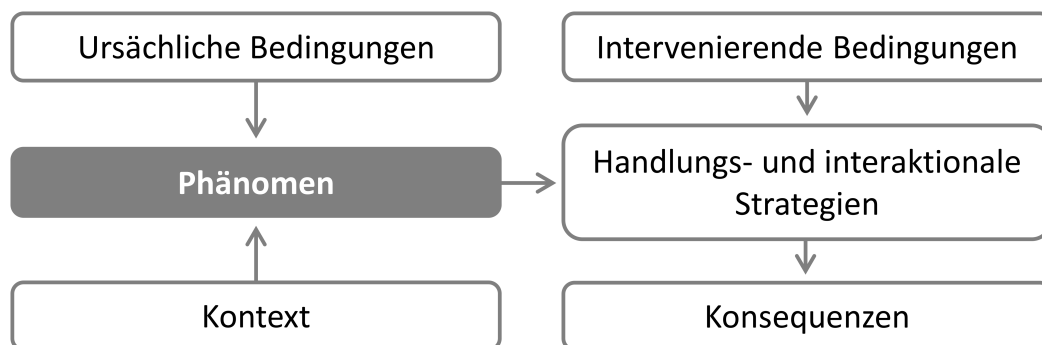 Ursächliche Bedingungen
Intervenierende Bedingungen
Phänomen
Handlungs- und interaktionale
Strategien
Kontext
Konsequenzen